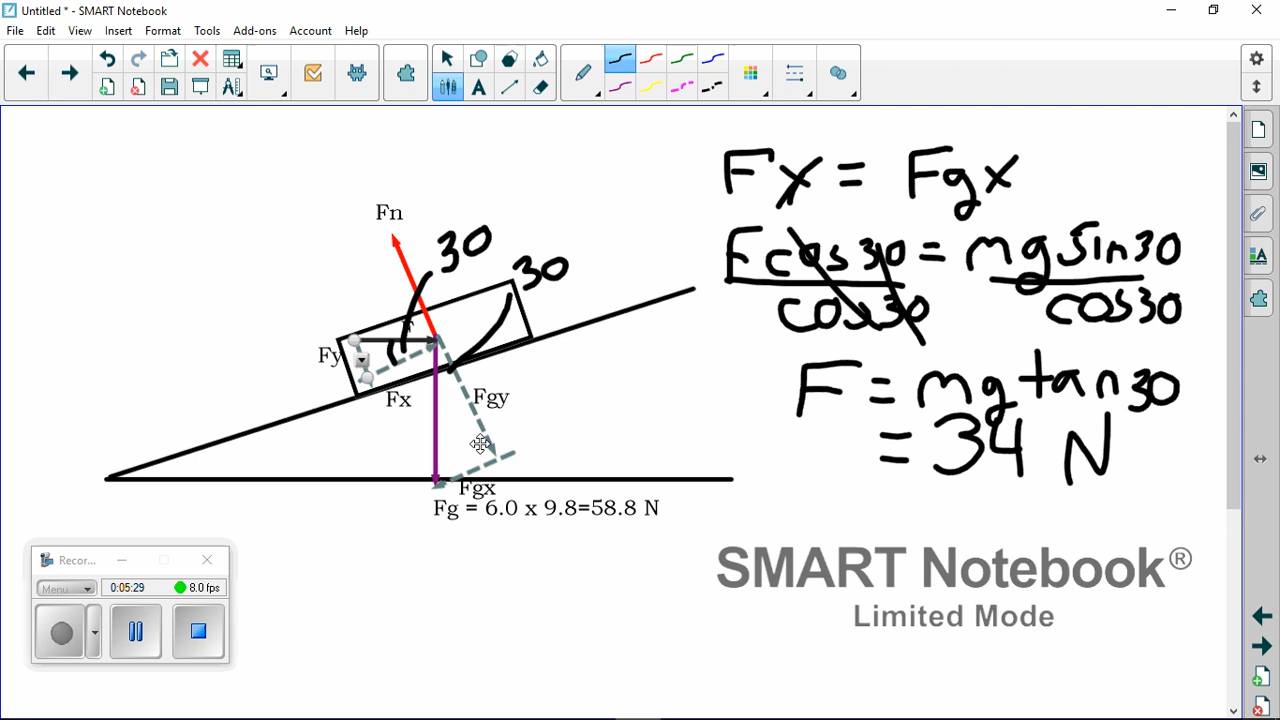 Untitled * - SMART Notebook
File Edit View Insert Format Tools Add-ons Account Help
Fn
30
30
F
Fy
Fx
Fgy
Fgx
Fg = 6.0 x 9.8=58.8 N
Fx = Fgx
Fcos30 = mgsin30
cos30 cos30
F = mgtan30
= 34 N
SMART Notebook®
Limited Mode
Recor...
Menu 0:05:29 8.0 fps